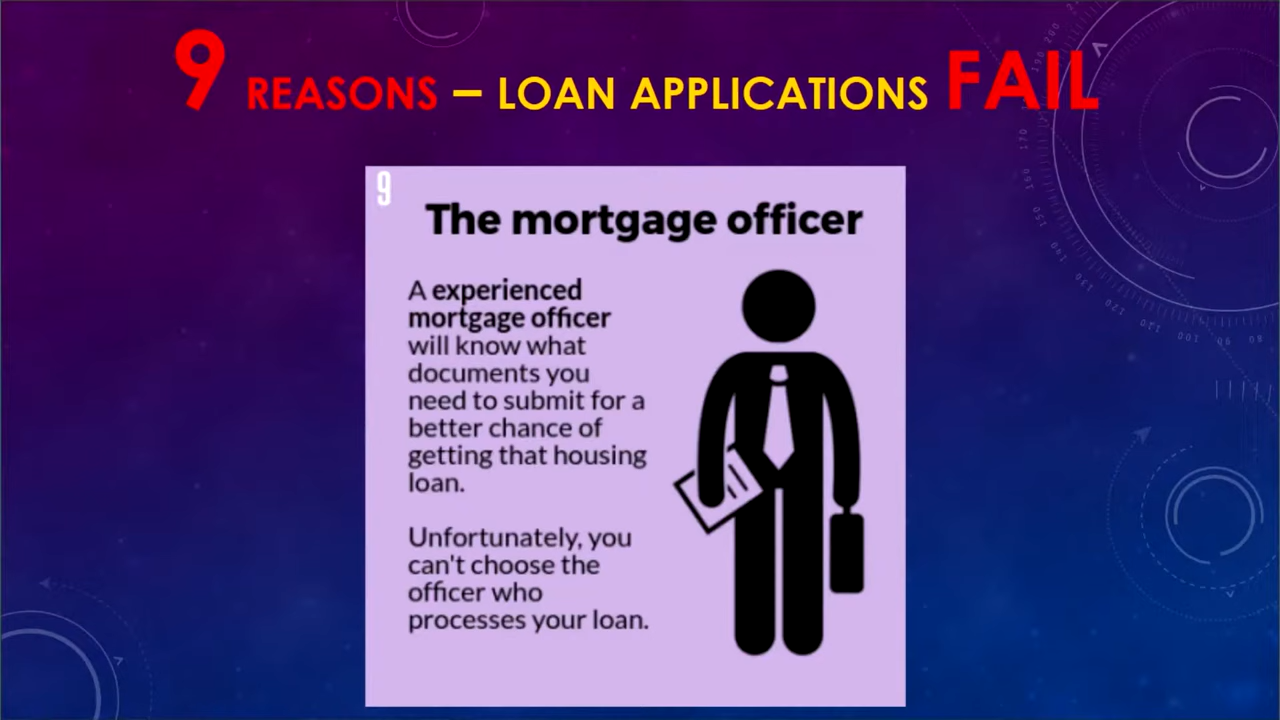 9 REASONS – LOAN APPLICATIONS FAIL
9
The mortgage officer
A experienced
mortgage officer
will know what
documents you
need to submit for a
better chance of
getting that housing
loan.
Unfortunately, you
can't choose the
officer who
processes your loan.